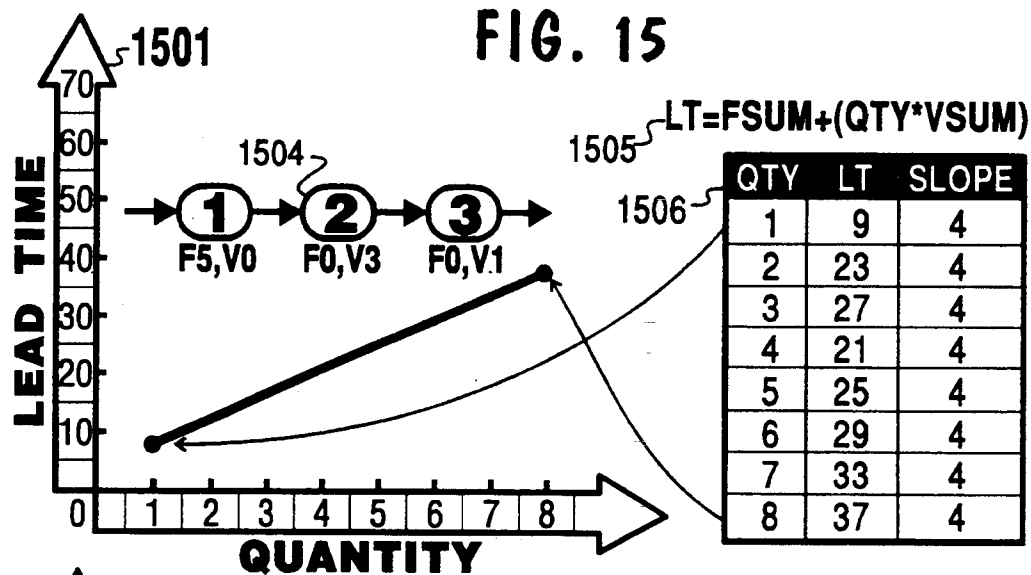 FIG. 15
1501
LEAD TIME
70
60
50
40
30
20
10
0
1 2 3 4 5 6 7 8
QUANTITY
1504
1 2 3
F5,V0 F0,V3 F0,V1
1505
LT=FSUM+(QTY*VSUM)
1506
QTY LT SLOPE
1 9 4
2 23 4
3 27 4
4 21 4
5 25 4
6 29 4
7 33 4
8 37 4